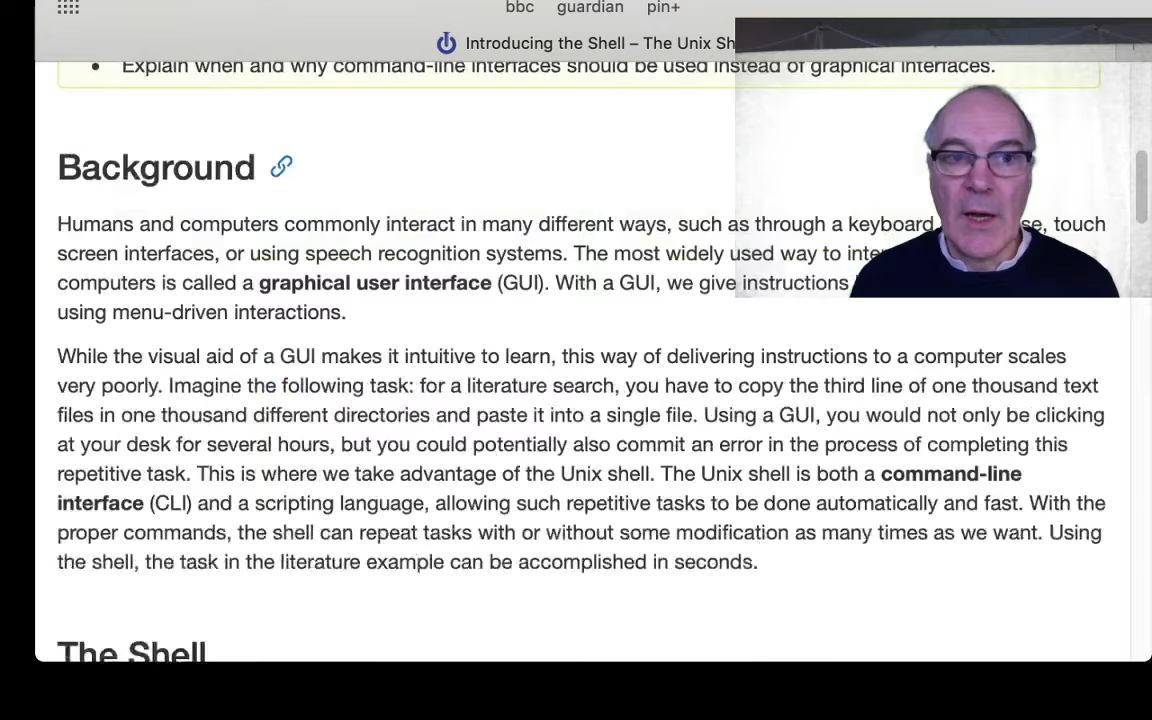 bbc guardian pin+
Introducing the Shell – The Unix Sh
Explain when and why command-line interfaces should be used instead of graphical interfaces.
Background
Humans and computers commonly interact in many different ways, such as through a keyboard se, touch
screen interfaces, or using speech recognition systems. The most widely used way to inte
computers is called a graphical user interface (GUI). With a GUI, we give instructions
using menu-driven interactions.
While the visual aid of a GUI makes it intuitive to learn, this way of delivering instructions to a computer scales
very poorly. Imagine the following task: for a literature search, you have to copy the third line of one thousand text
files in one thousand different directories and paste it into a single file. Using a GUI, you would not only be clicking
at your desk for several hours, but you could potentially also commit an error in the process of completing this
repetitive task. This is where we take advantage of the Unix shell. The Unix shell is both a command-line
interface (CLI) and a scripting language, allowing such repetitive tasks to be done automatically and fast. With the
proper commands, the shell can repeat tasks with or without some modification as many times as we want. Using
the shell, the task in the literature example can be accomplished in seconds.
The Shell